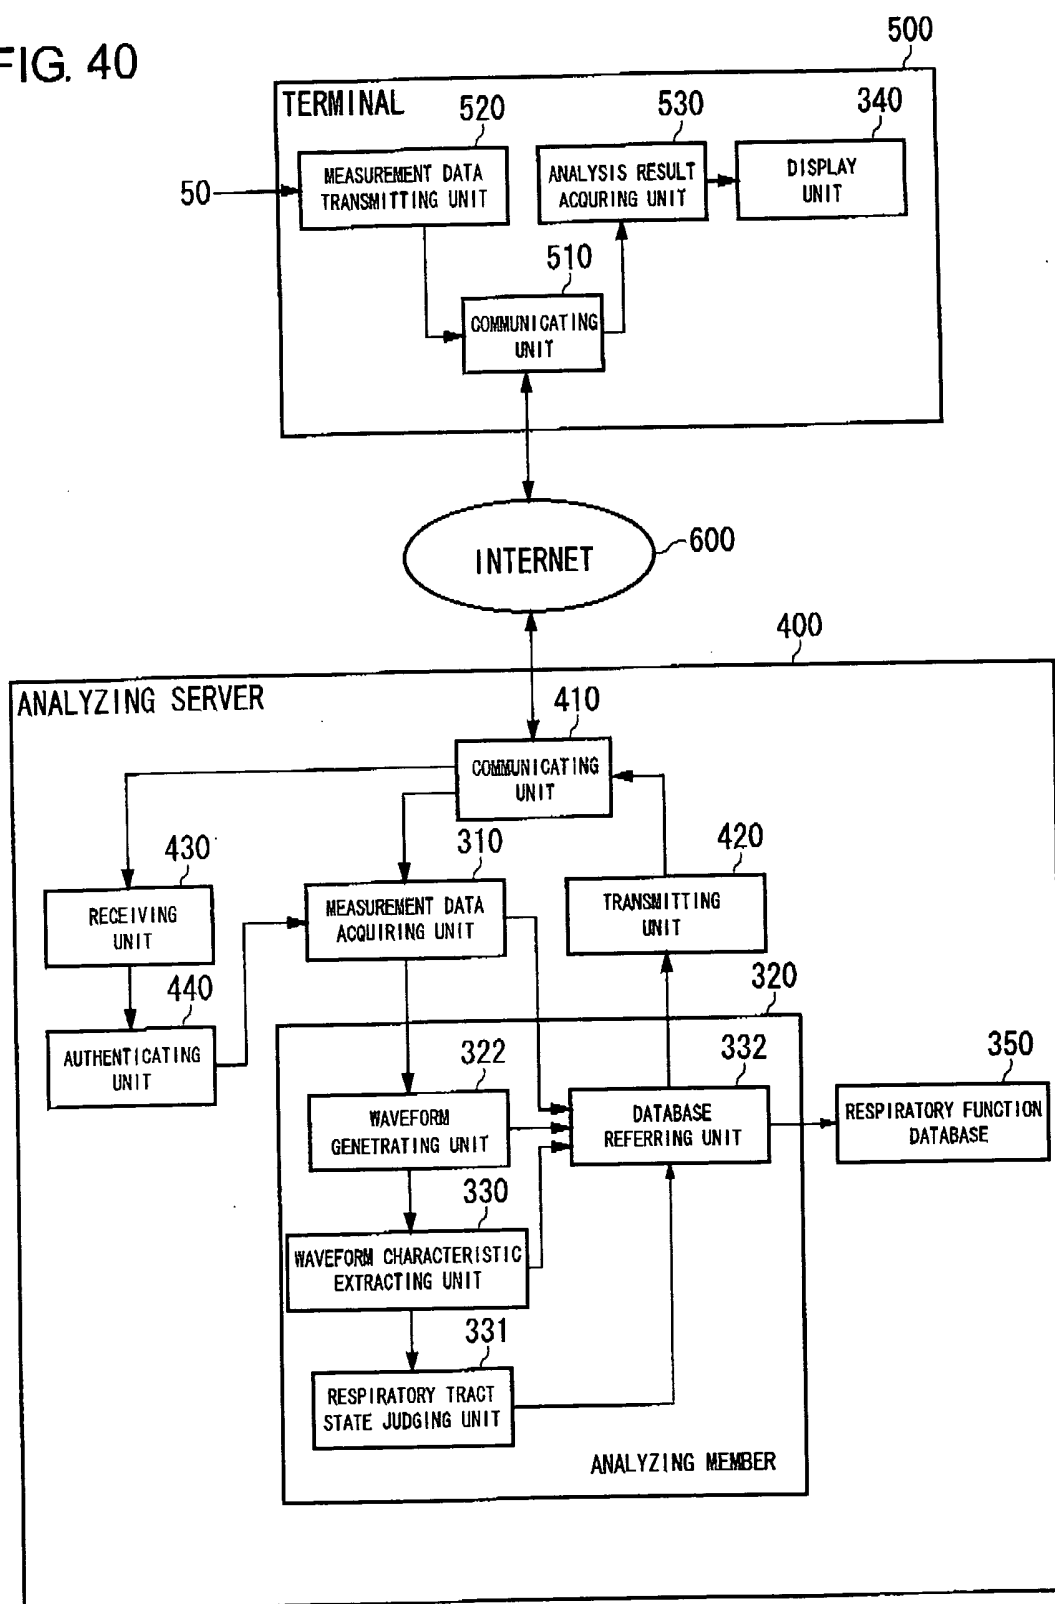 FIG. 40
500
TERMINAL
520
530
340
50
MEASUREMENT DATA
TRANSMITTING UNIT
ANALYSIS RESULT
ACQURING UNIT
DISPLAY
UNIT
510
COMMUNICATING
UNIT
INTERNET
600
400
ANALYZING SERVER
410
COMMUNICATING
UNIT
430
310
420
RECEIVING
UNIT
MEASUREMENT DATA
ACQUIRING UNIT
TRANSMITTING
UNIT
440
320
AUTHENTICATING
UNIT
322
332
350
WAVEFORM
GENETRATING UNIT
DATABASE
REFERRING UNIT
RESPIRATORY FUNCTION
DATABASE
330
WAVEFORM CHARACTERISTIC
EXTRACTING UNIT
331
RESPIRATORY TRACT
STATE JUDGING UNIT
ANALYZING MEMBER